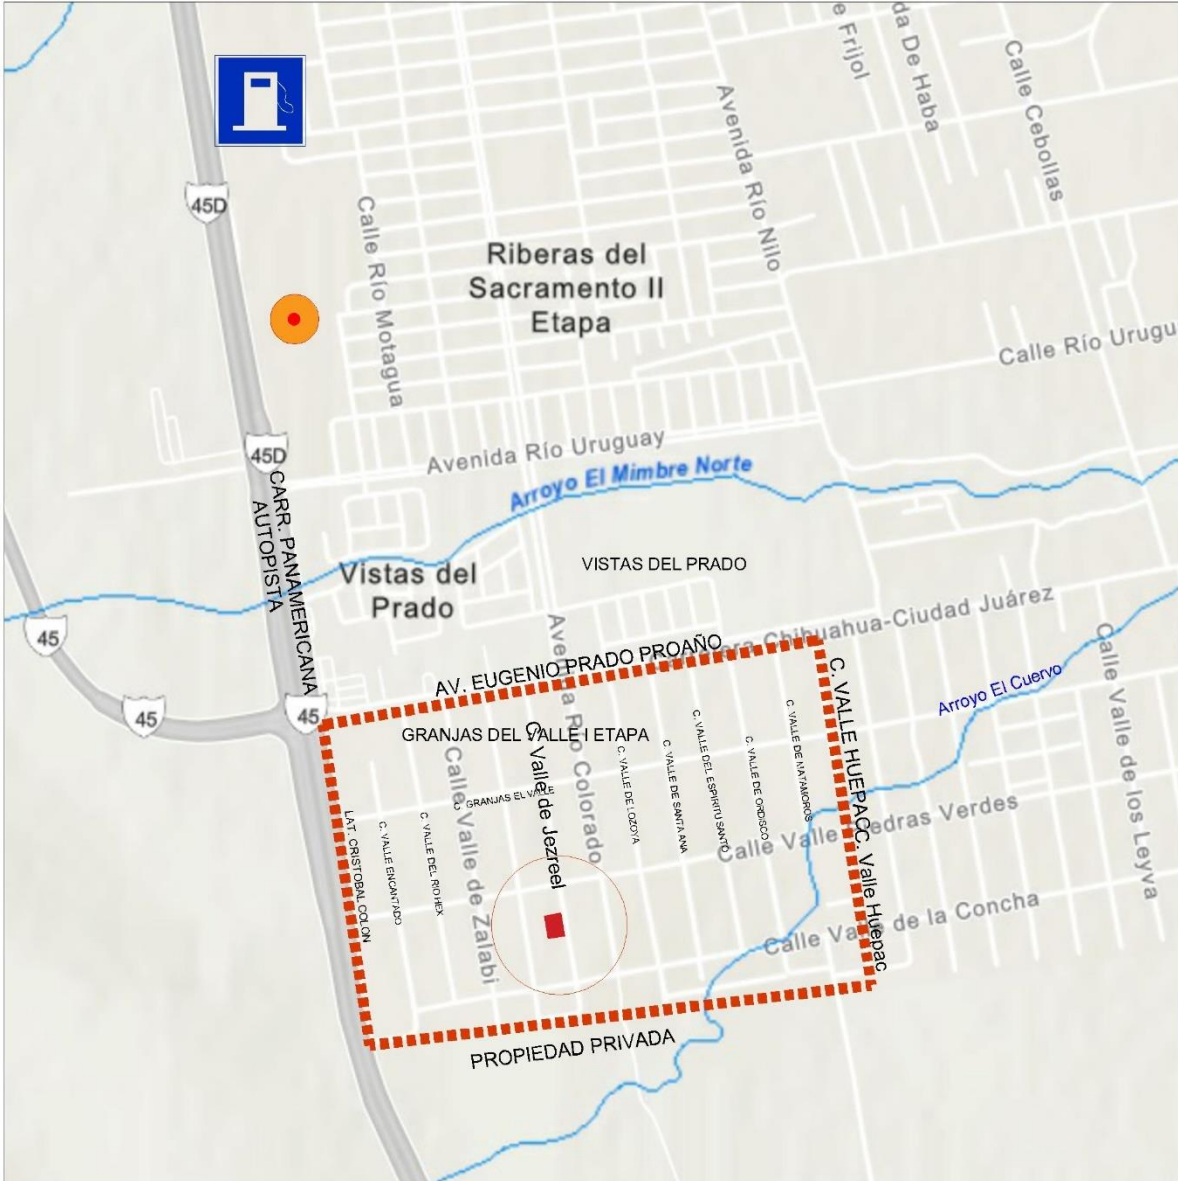 e Frijol
da De Haba
Calle Cebollas
Avenida Río Nilo
45D
Calle Río Motagua
Riberas del
Sacramento II
Etapa
Calle Río Urugu
Avenida Río Uruguay
45D
Arroyo El Mimbre Norte
CARR. PANAMERICANA
AUTOPISTA
VISTAS DEL PRADO
Vistas del
Prado
45
45
45
Carretera Chihuahua-Ciudad Juárez
AV. EUGENIO PRADO PROAÑO
Avenida Rio Colorado
Calle Valle de los Leyva
Arroyo El Cuervo
C. VALLE HUEPAC
C. Valle Huepac
GRANJAS DEL VALLE I ETAPA
C. Valle de Jezreel
C. VALLE DE LOZOYA
C. VALLE DE SANTA ANA
C. VALLE DEL ESPIRITU SANTO
C. VALLE DE ORDISCO
C. VALLE DE MATAMOROS
C. GRANJAS EL VALLE
Calle Valle de Zalabi
LAT. CRISTOBAL COLON
C. VALLE ENCANTADO
C. VALLE DEL RIO HEX
Calle Valle Piedras Verdes
Calle Valle de la Concha
PROPIEDAD PRIVADA